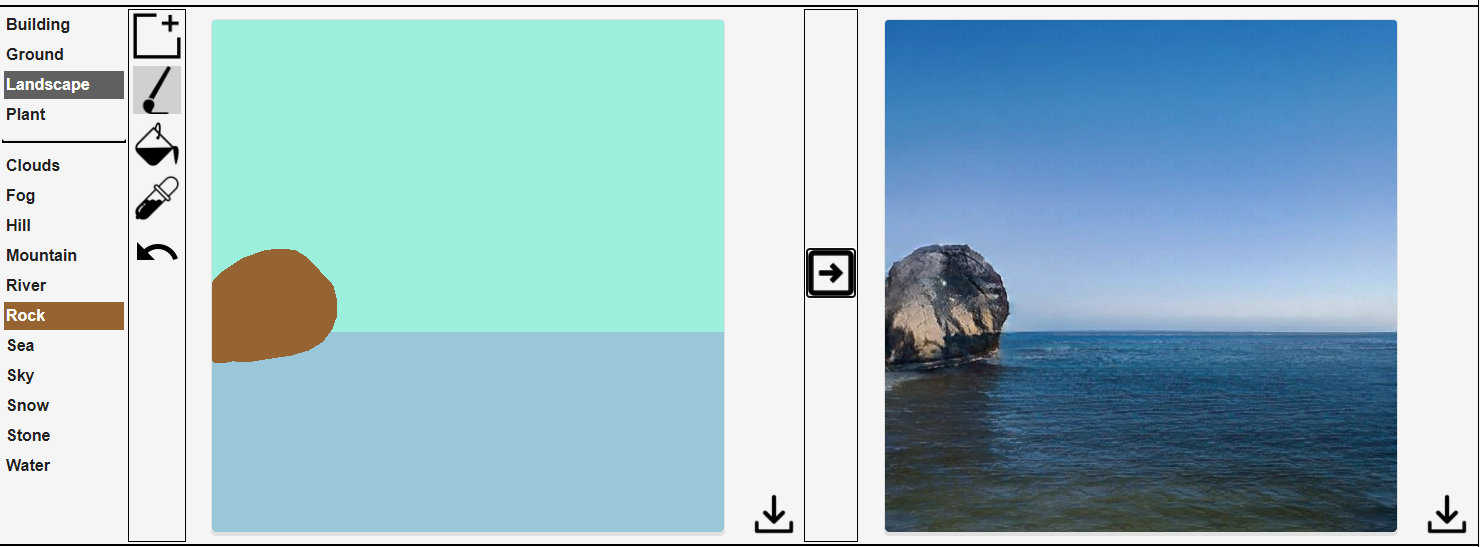 Building
Ground
Landscape
Plant
Clouds
Fog
Hill
Mountain
River
Rock
Sea
Sky
Snow
Stone
Water